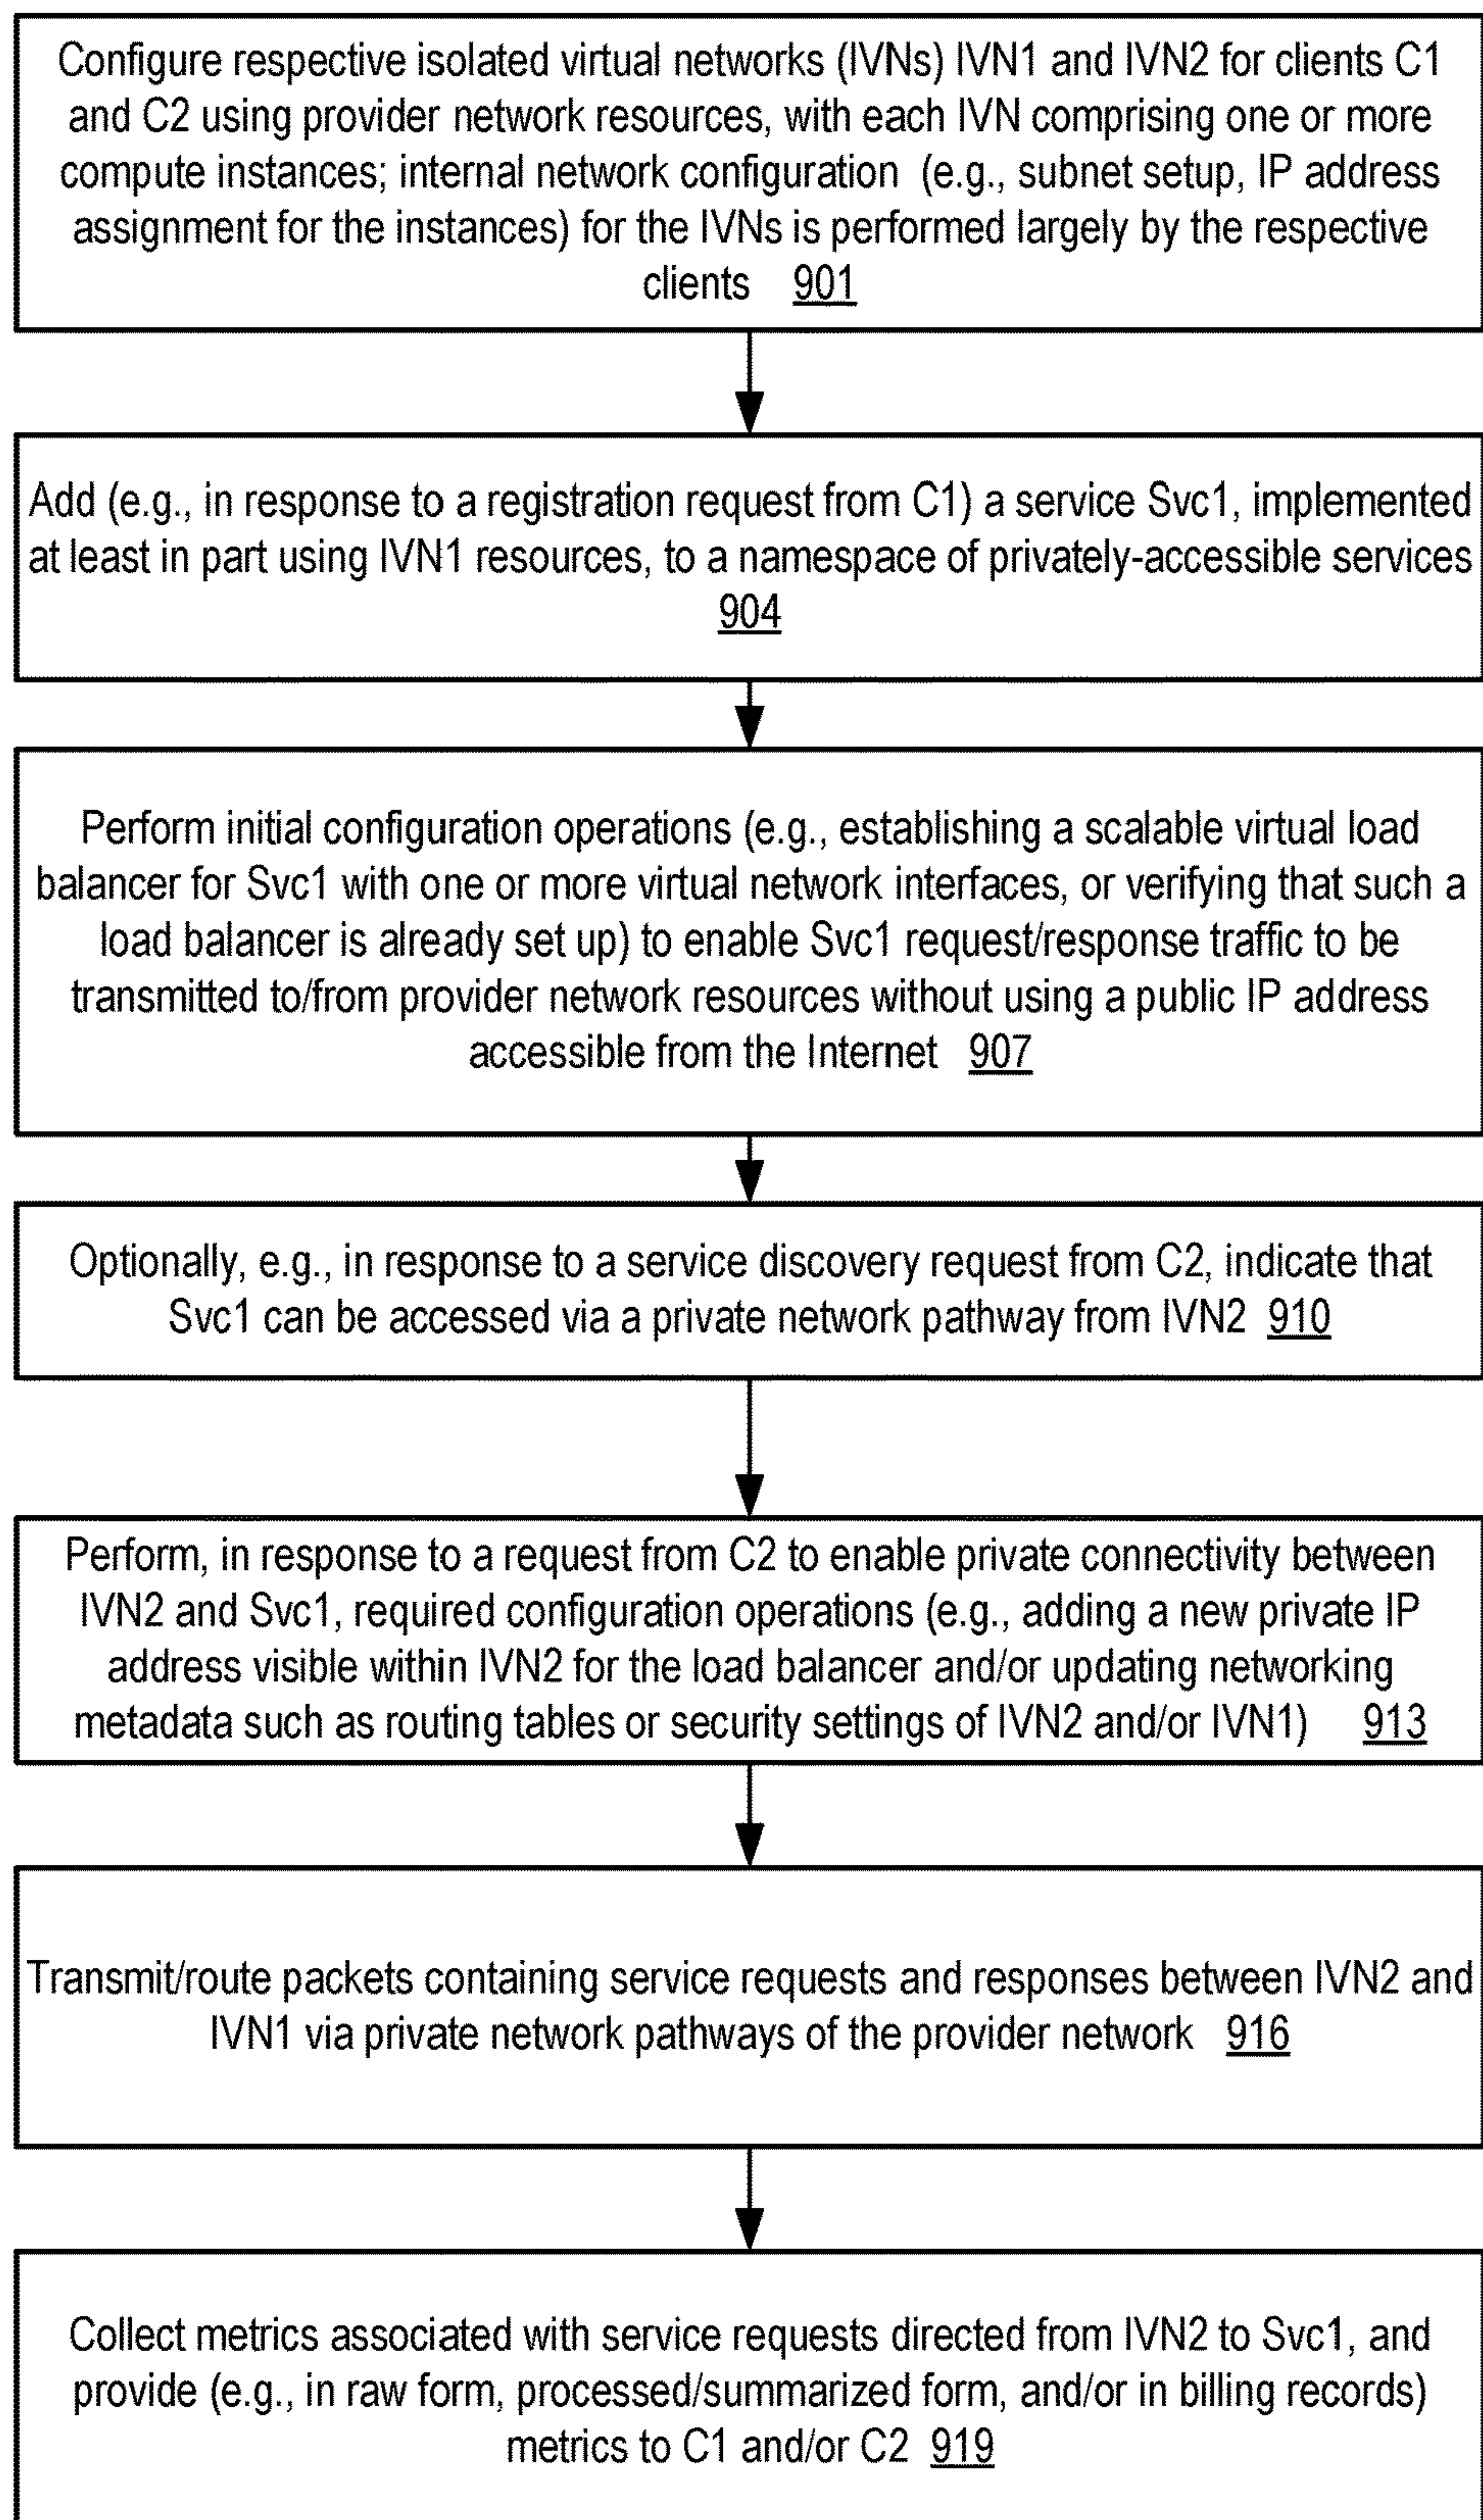 Configure respective isolated virtual networks (IVNs) IVN1 and IVN2 for clients C1
and C2 using provider network resources, with each IVN comprising one or more
compute instances; internal network configuration (e.g., subnet setup, IP address
assignment for the instances) for the IVNs is performed largely by the respective
clients 901
Add (e.g., in response to a registration request from C1) a service Svc1, implemented
at least in part using IVN1 resources, to a namespace of privately-accessible services
904
Perform initial configuration operations (e.g., establishing a scalable virtual load
balancer for Svc1 with one or more virtual network interfaces, or verifying that such a
load balancer is already set up) to enable Svc1 request/response traffic to be
transmitted to/from provider network resources without using a public IP address
accessible from the Internet 907
Optionally, e.g., in response to a service discovery request from C2, indicate that
Svc1 can be accessed via a private network pathway from IVN2 910
Perform, in response to a request from C2 to enable private connectivity between
IVN2 and Svc1, required configuration operations (e.g., adding a new private IP
address visible within IVN2 for the load balancer and/or updating networking
metadata such as routing tables or security settings of IVN2 and/or IVN1) 913
Transmit/route packets containing service requests and responses between IVN2 and
IVN1 via private network pathways of the provider network 916
Collect metrics associated with service requests directed from IVN2 to Svc1, and
provide (e.g., in raw form, processed/summarized form, and/or in billing records)
metrics to C1 and/or C2 919